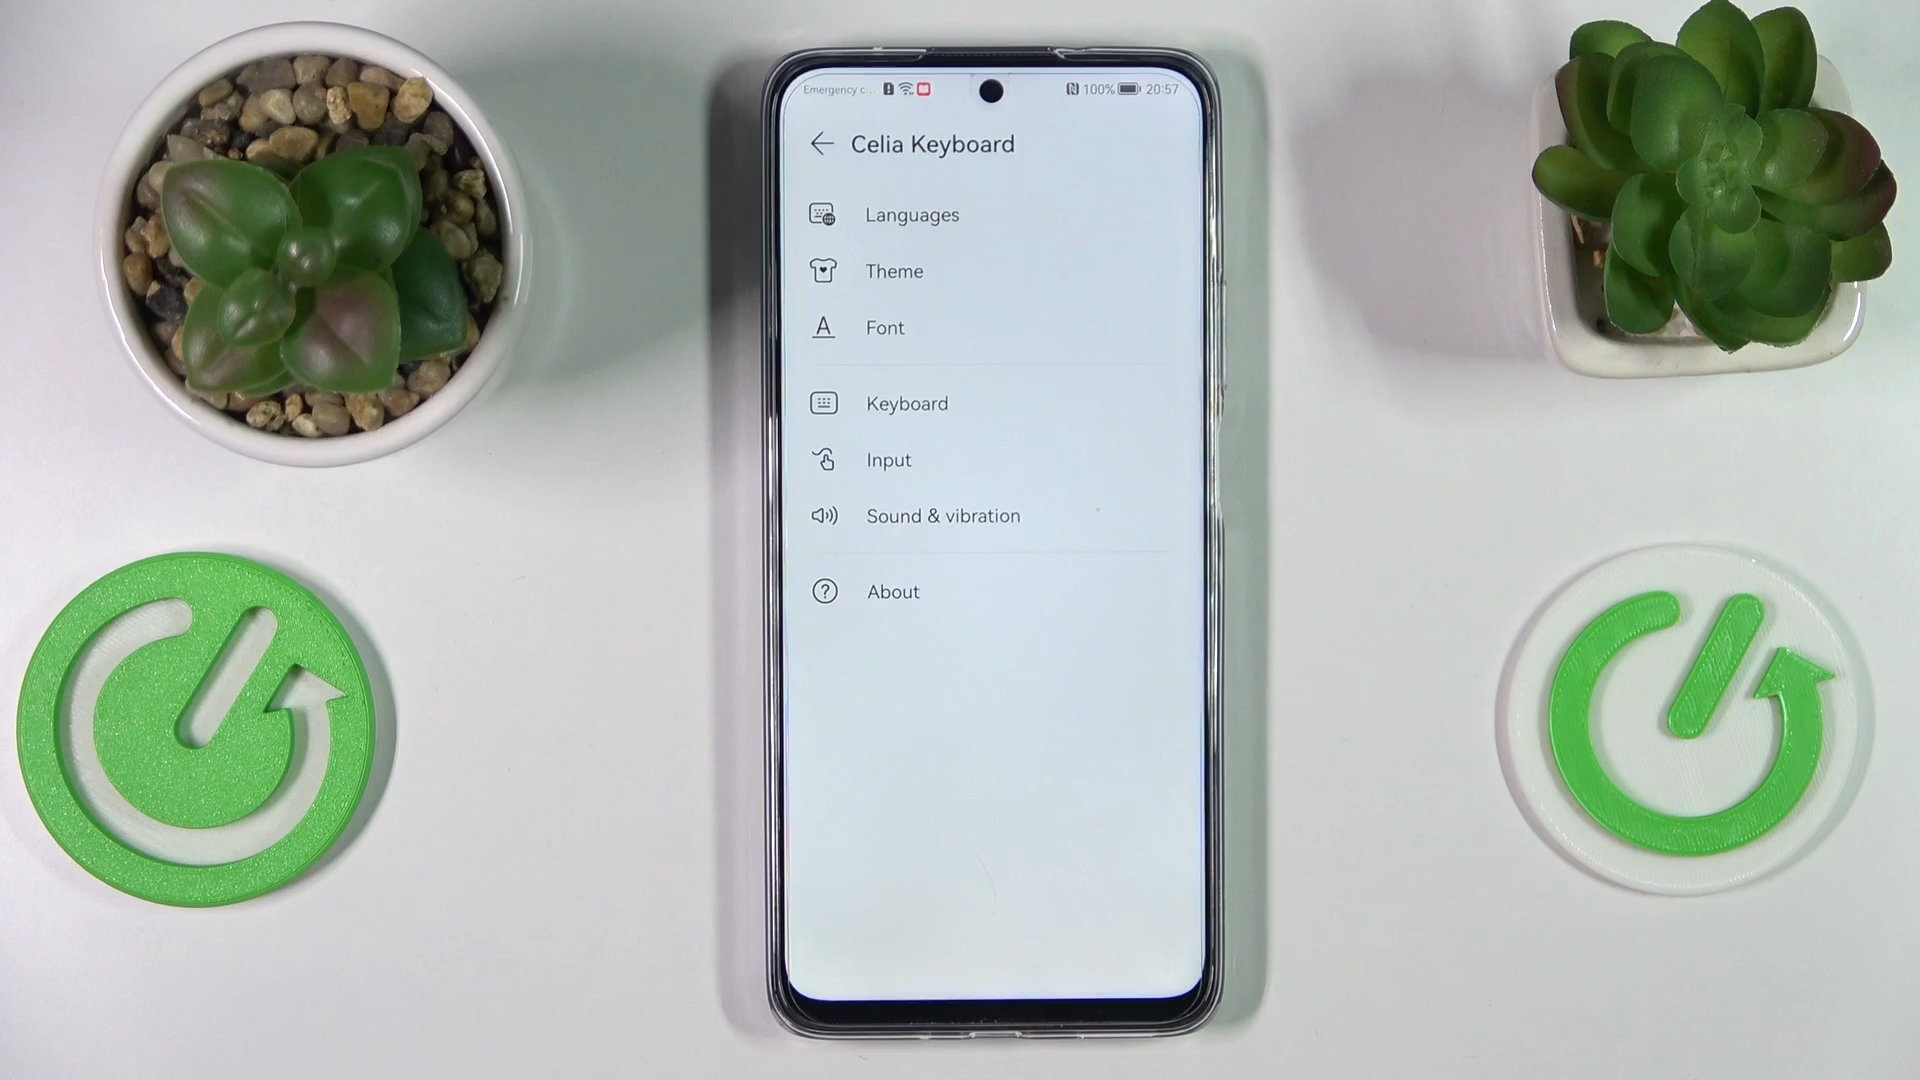 Emergency c... 100% 20:57
Celia Keyboard
Languages
Theme
Font
Keyboard
Input
Sound & vibration
About